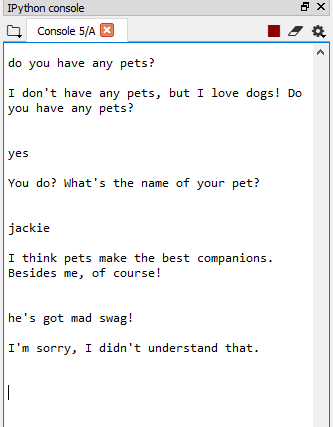 IPython console
Console 5/A
do you have any pets?
I don't have any pets, but I love dogs! Do
you have any pets?
yes
You do? What's the name of your pet?
jackie
I think pets make the best companions.
Besides me, of course!
he's got mad swag!
I'm sorry, I didn't understand that.